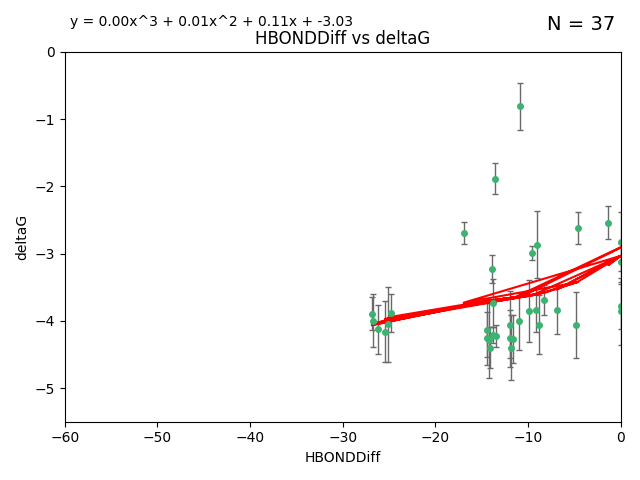 y = 0.00x^3 + 0.01x^2 + 0.11x + -3.03
N = 37
HBONDDiff vs deltaG
0
−1
−2
−3
−4
−5
deltaG
−60 −50 −40 −30 −20 −10 0
HBONDDiff